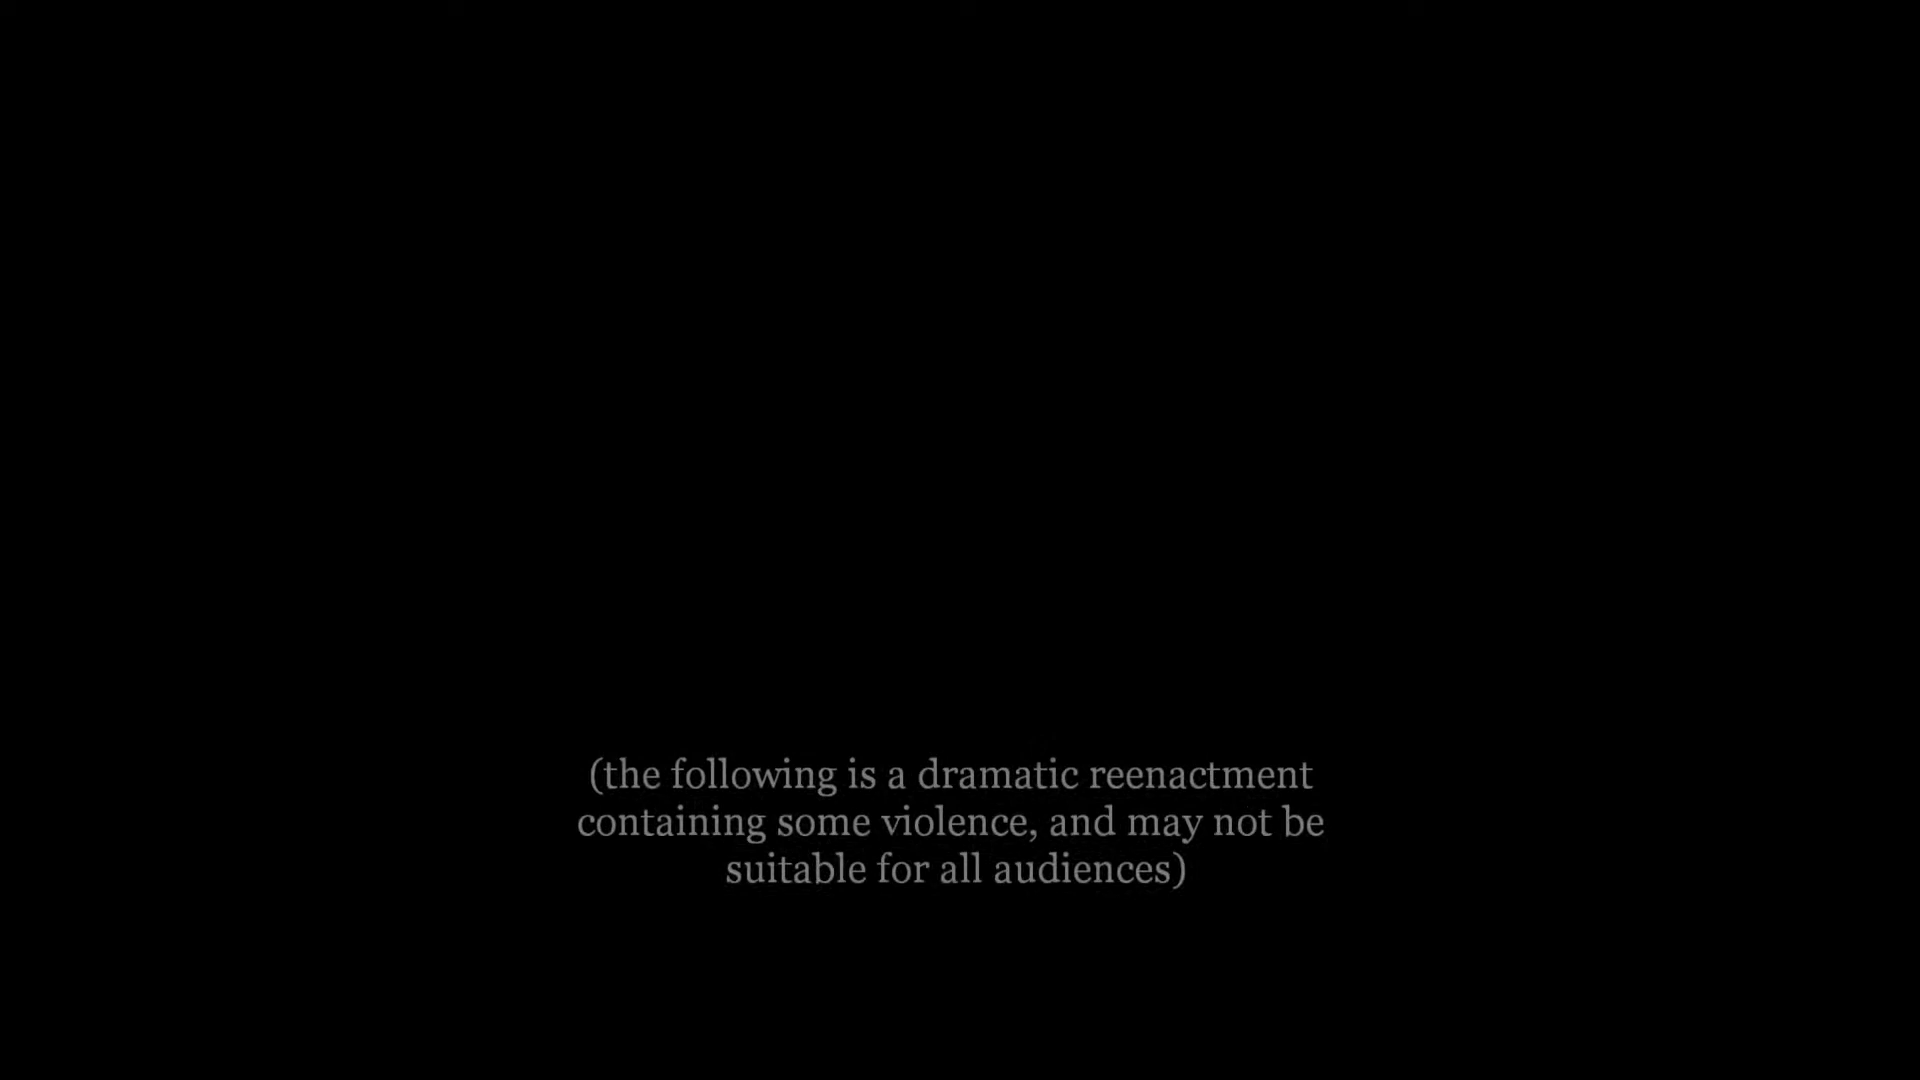 (the following is a dramatic reenactment
containing some violence, and may not be
suitable for all audiences)